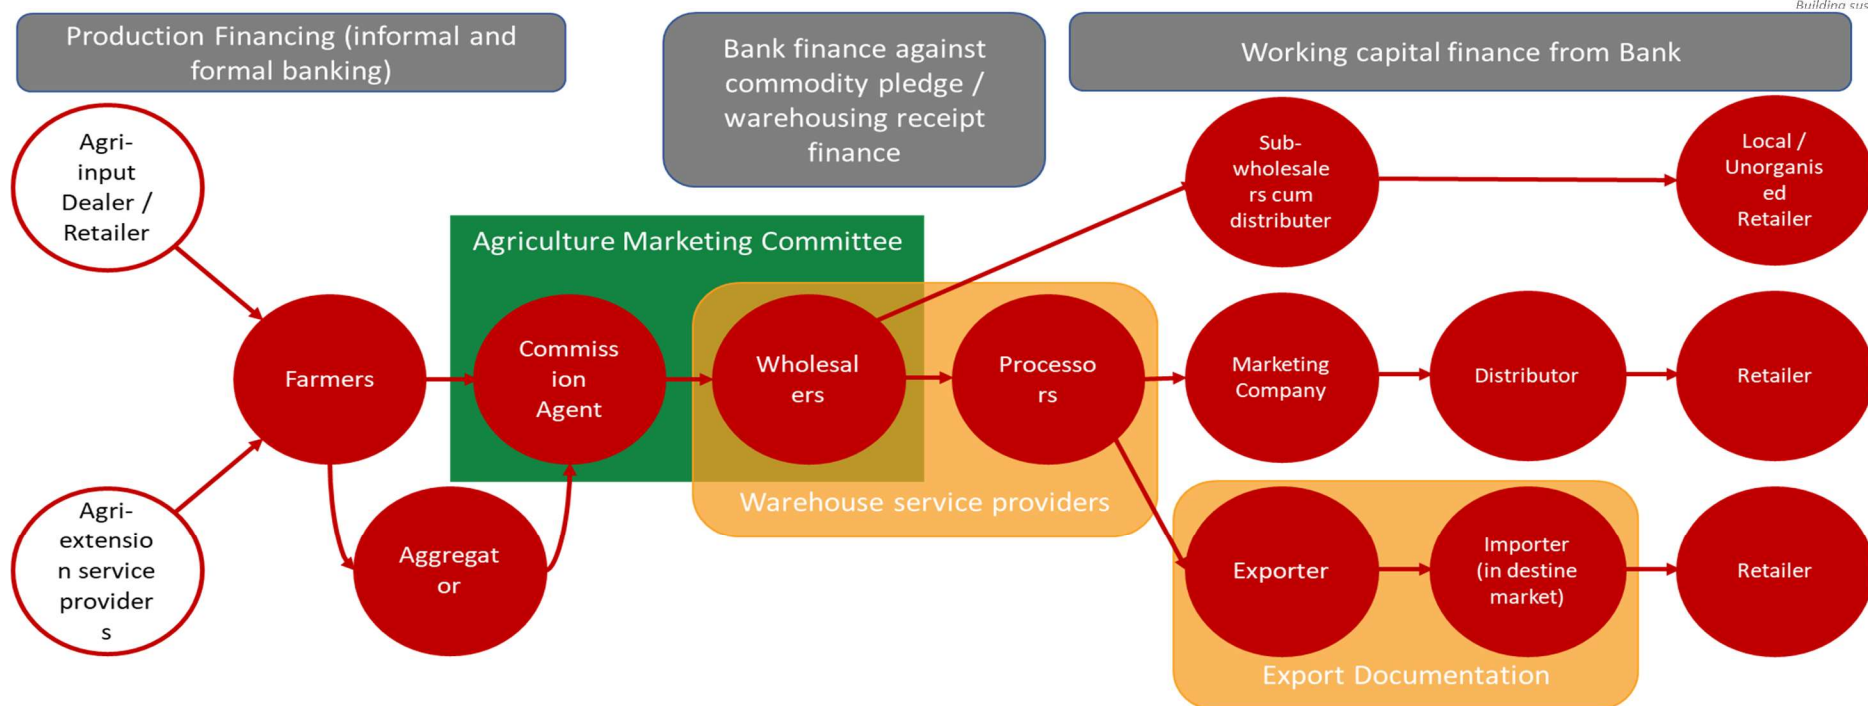 Building sus
Production Financing (informal and
formal banking)
Bank finance against
commodity pledge /
warehousing receipt
finance
Working capital finance from Bank
Agri-
input
Dealer /
Retailer
Sub-
wholesale
rs cum
distributer
Local /
Unorganis
ed
Retailer
Agriculture Marketing Committee
Farmers
Commiss
ion
Agent
Wholesal
ers
Processo
rs
Marketing
Company
Distributor
Retailer
Warehouse service providers
Agri-
extensio
n service
provider
s
Aggregat
or
Exporter
Importer
(in destine
market)
Retailer
Export Documentation